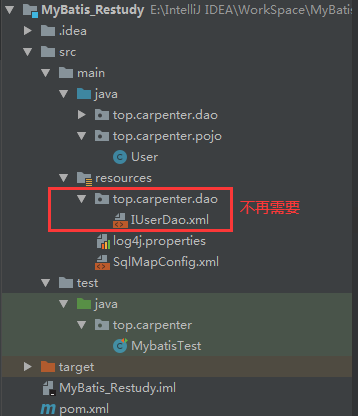 MyBatis_Restudy E:\IntelliJ IDEA\WorkSpace\MyBatis
.idea
src
main
java
top.carpenter.dao
top.carpenter.pojo
User
resources
top.carpenter.dao
不再需要
IUserDao.xml
log4j.properties
SqlMapConfig.xml
test
java
top.carpenter
MybatisTest
target
MyBatis_Restudy.iml
pom.xml